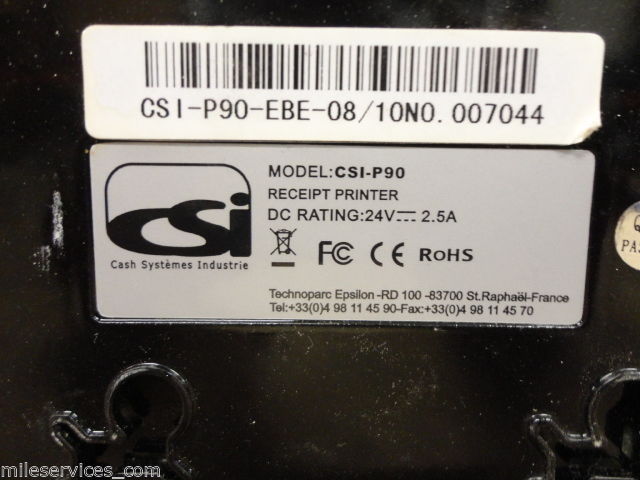 CSI-P90-EBE-08/10NO.007044
csi
Cash Systèmes Industrie
MODEL:CSI-P90
RECEIPT PRINTER
DC RATING:24V⎓ 2.5A
FC CE RoHS
Technoparc Epsilon -RD 100 -83700 St.Raphaël-France
Tel:+33(0)4 98 11 45 90-Fax:+33(0)4 98 11 45 70
mileservices_com